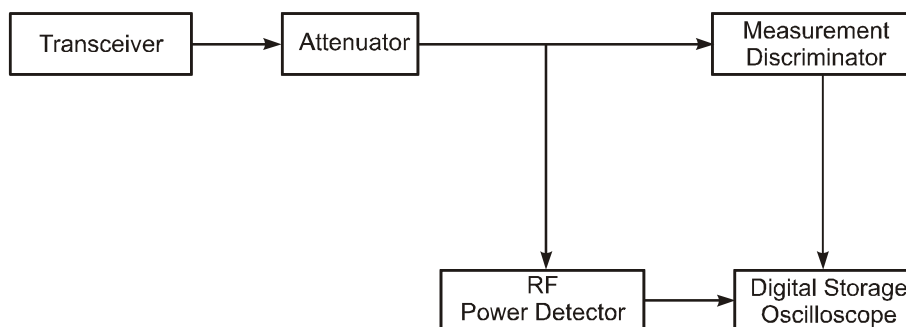 Transceiver
Attenuator
Measurement
Discriminator
RF
Power Detector
Digital Storage
Oscilloscope